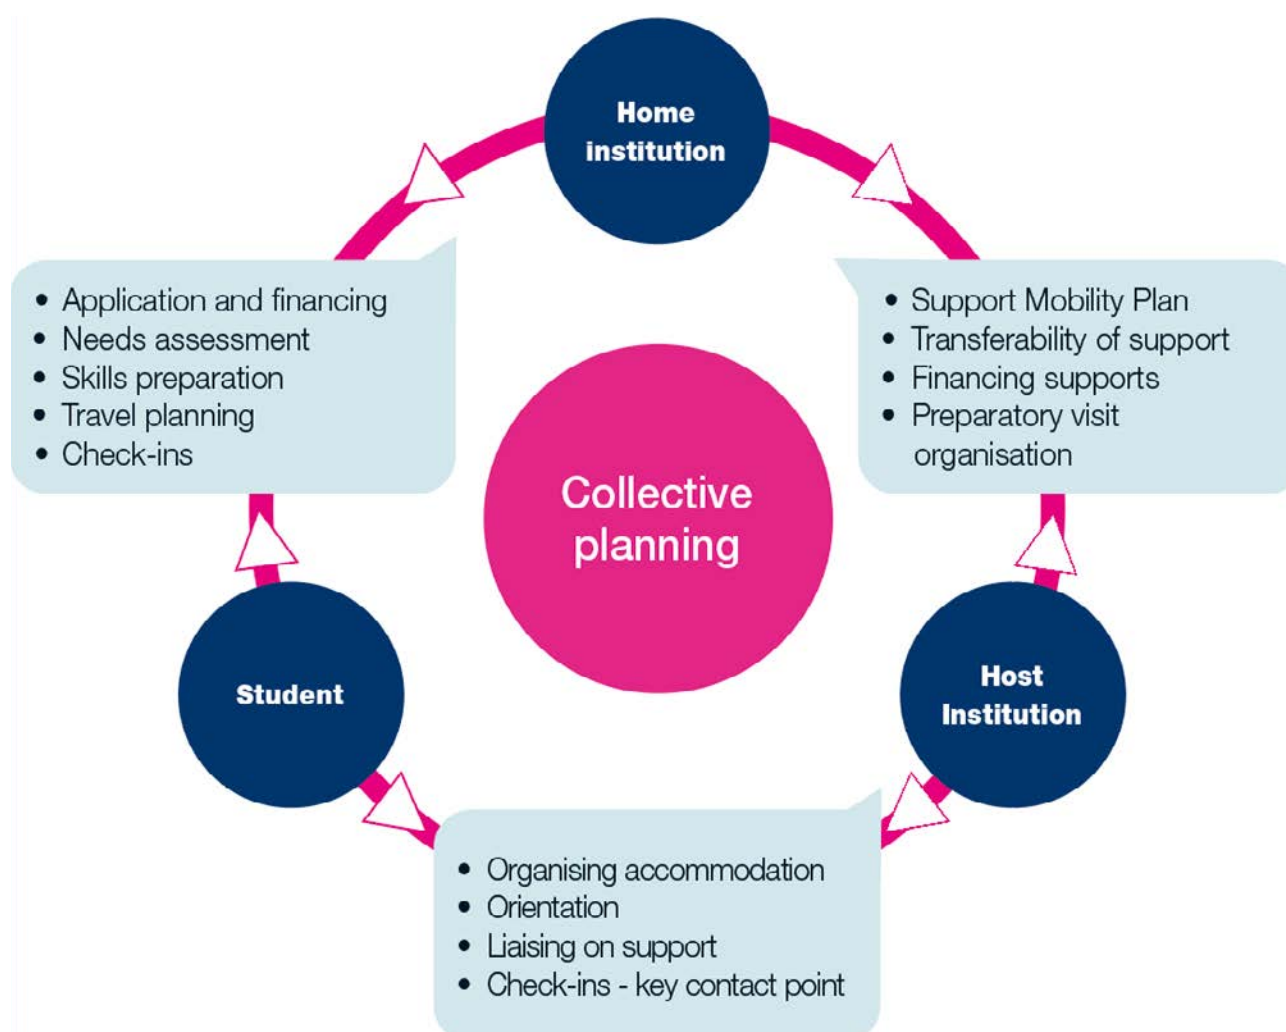 Home
institution
• Application and financing
• Needs assessment
• Skills preparation
• Travel planning
• Check-ins
• Support Mobility Plan
• Transferability of support
• Financing supports
• Preparatory visit
organisation
Collective
planning
Student
Host
Institution
• Organising accommodation
• Orientation
• Liaising on support
• Check-ins - key contact point